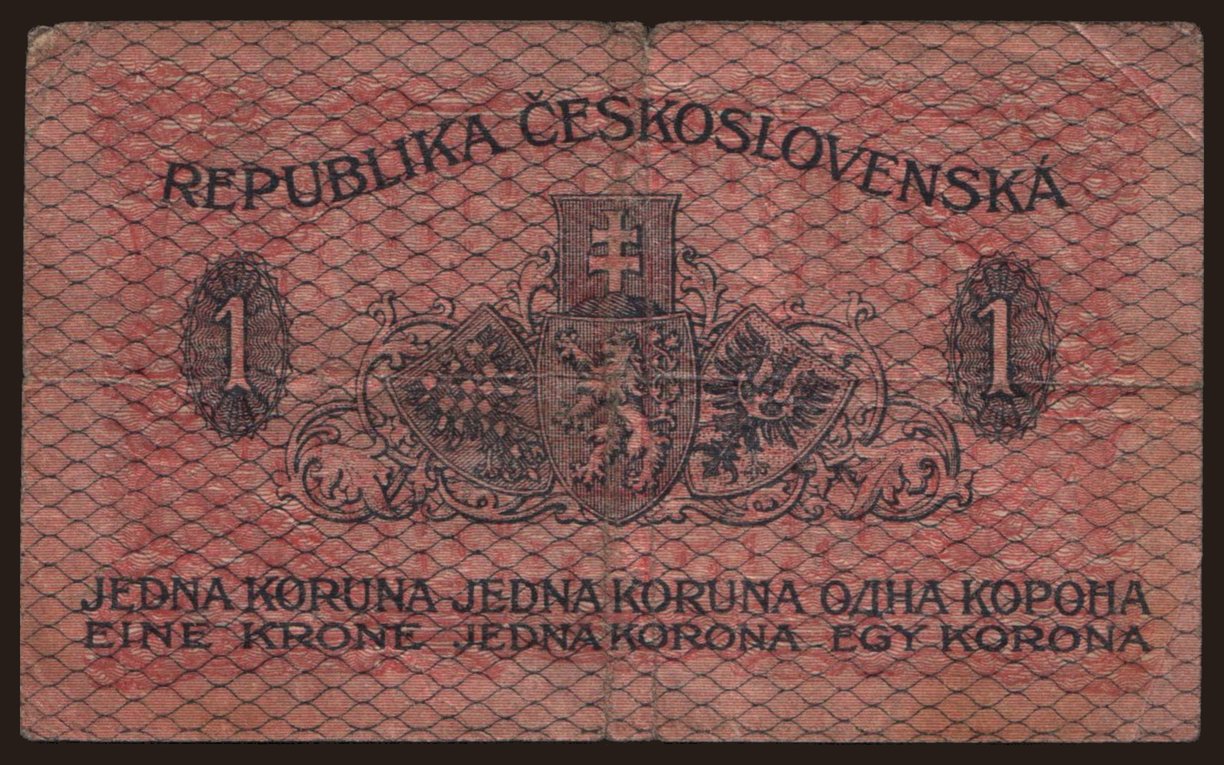 REPUBLIKA ČESKOSLOVENSKÁ
1 1
JEDNA KORUNA JEDNA KORUNA ОДНА КОРОНА
EINE KRONE JEDNA KORONA EGY KORONA